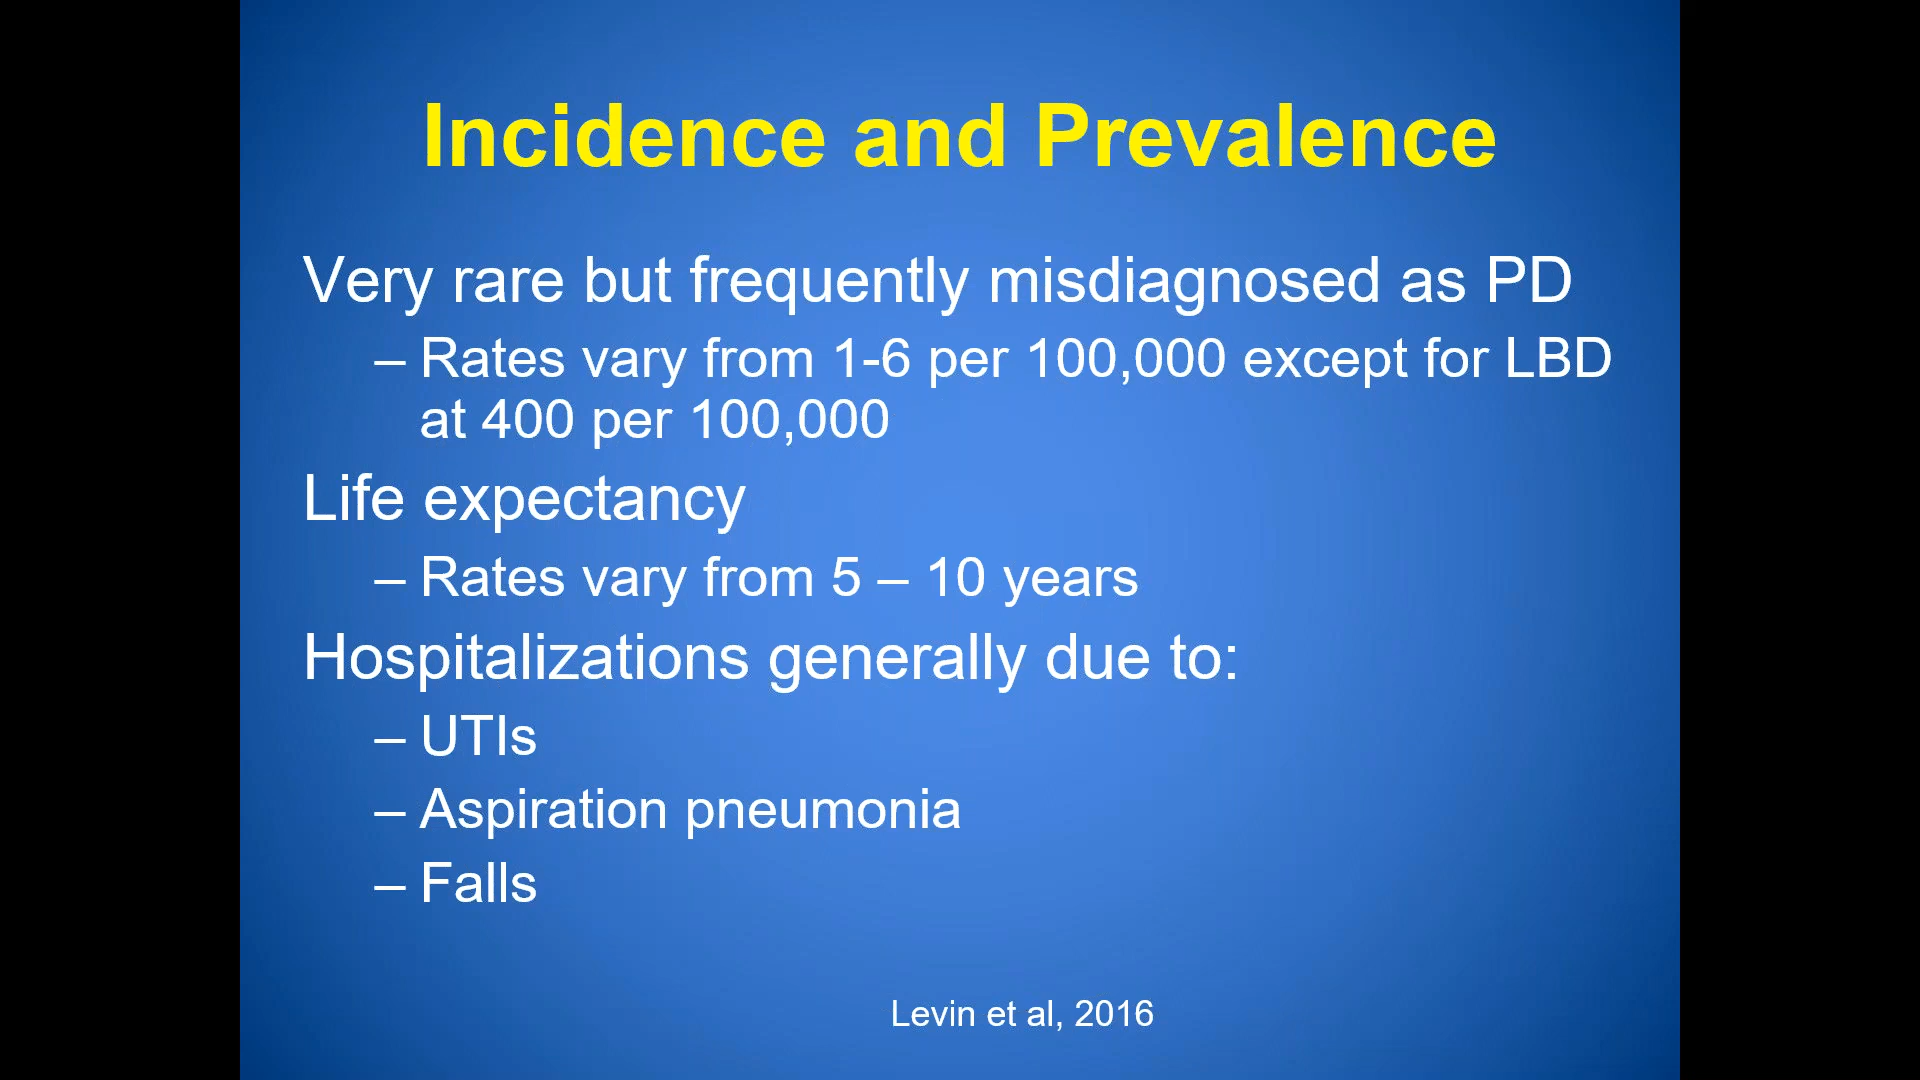 Incidence and Prevalence
Very rare but frequently misdiagnosed as PD
– Rates vary from 1-6 per 100,000 except for LBD
at 400 per 100,000
Life expectancy
– Rates vary from 5 – 10 years
Hospitalizations generally due to:
– UTIs
– Aspiration pneumonia
– Falls
Levin et al, 2016